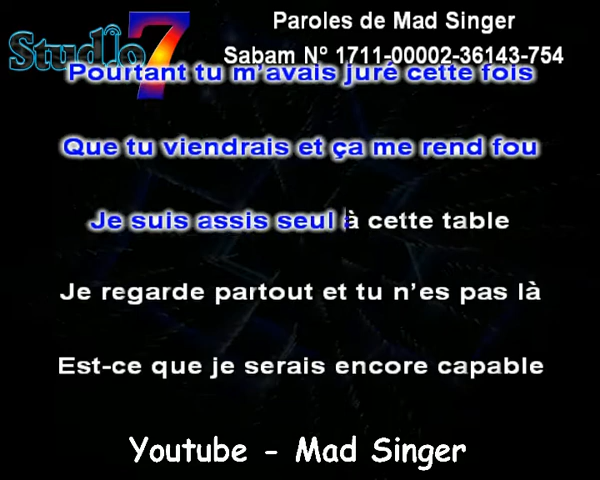 Studio 7
Paroles de Mad Singer
Sabam N° 1711-00002-36143-754
Pourtant tu m'avais juré cette fois
Que tu viendrais et ça me rend fou
Je suis assis seul à cette table
Je regarde partout et tu n'es pas là
Est-ce que je serais encore capable
Youtube - Mad Singer